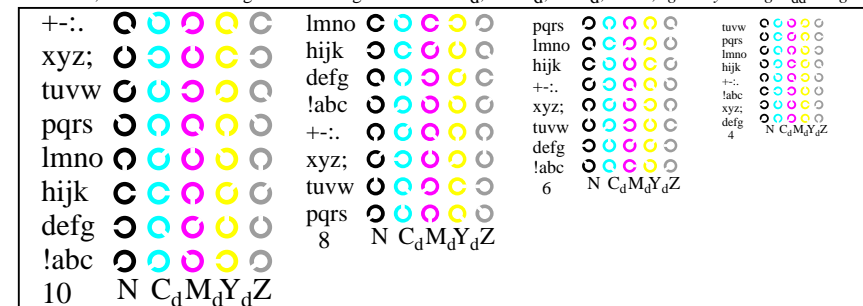 +-:.
xyz;
tuvw
pqrs
lmno
hijk
defg
!abc
10 N CdMdYdZ
lmno
hijk
defg
!abc
+-:.
xyz;
tuvw
pqrs
8 N CdMdYdZ
pqrs
lmno
hijk
+-:.
xyz;
tuvw
defg
!abc
6 N CdMdYdZ
tuvw
pqrs
lmno
hijk
+-:.
!abc
xyz;
defg
4 N CdMdYdZ